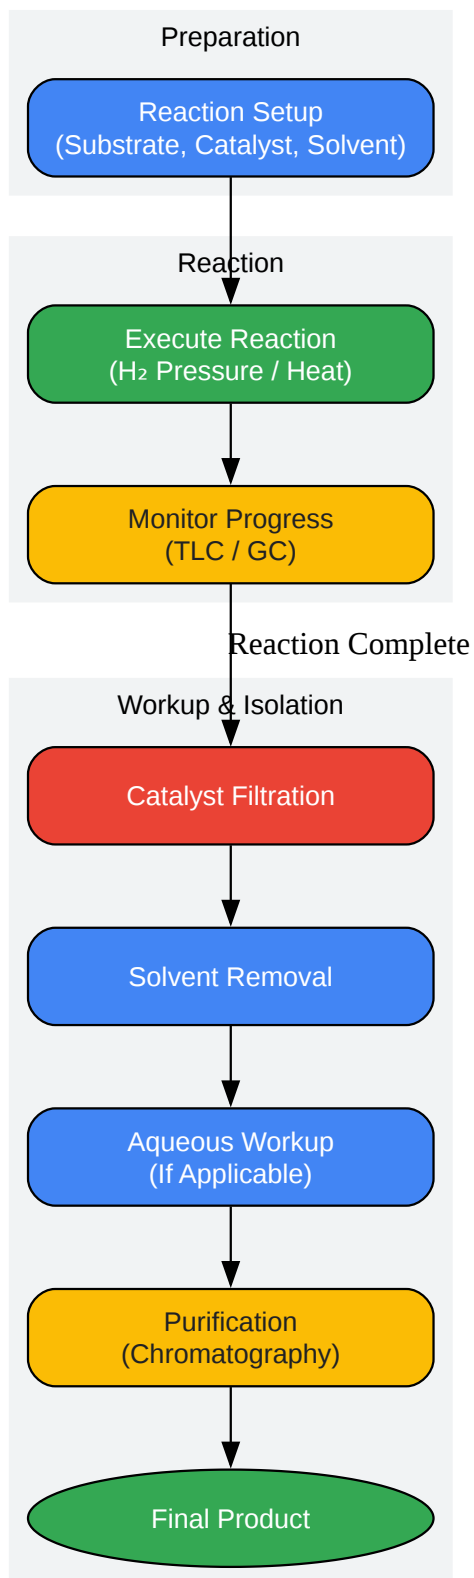 Preparation
Reaction Setup
(Substrate, Catalyst, Solvent)
Reaction
Execute Reaction
(H₂ Pressure / Heat)
Monitor Progress
(TLC / GC)
Reaction Complete
Workup & Isolation
Catalyst Filtration
Solvent Removal
Aqueous Workup
(If Applicable)
Purification
(Chromatography)
Final Product